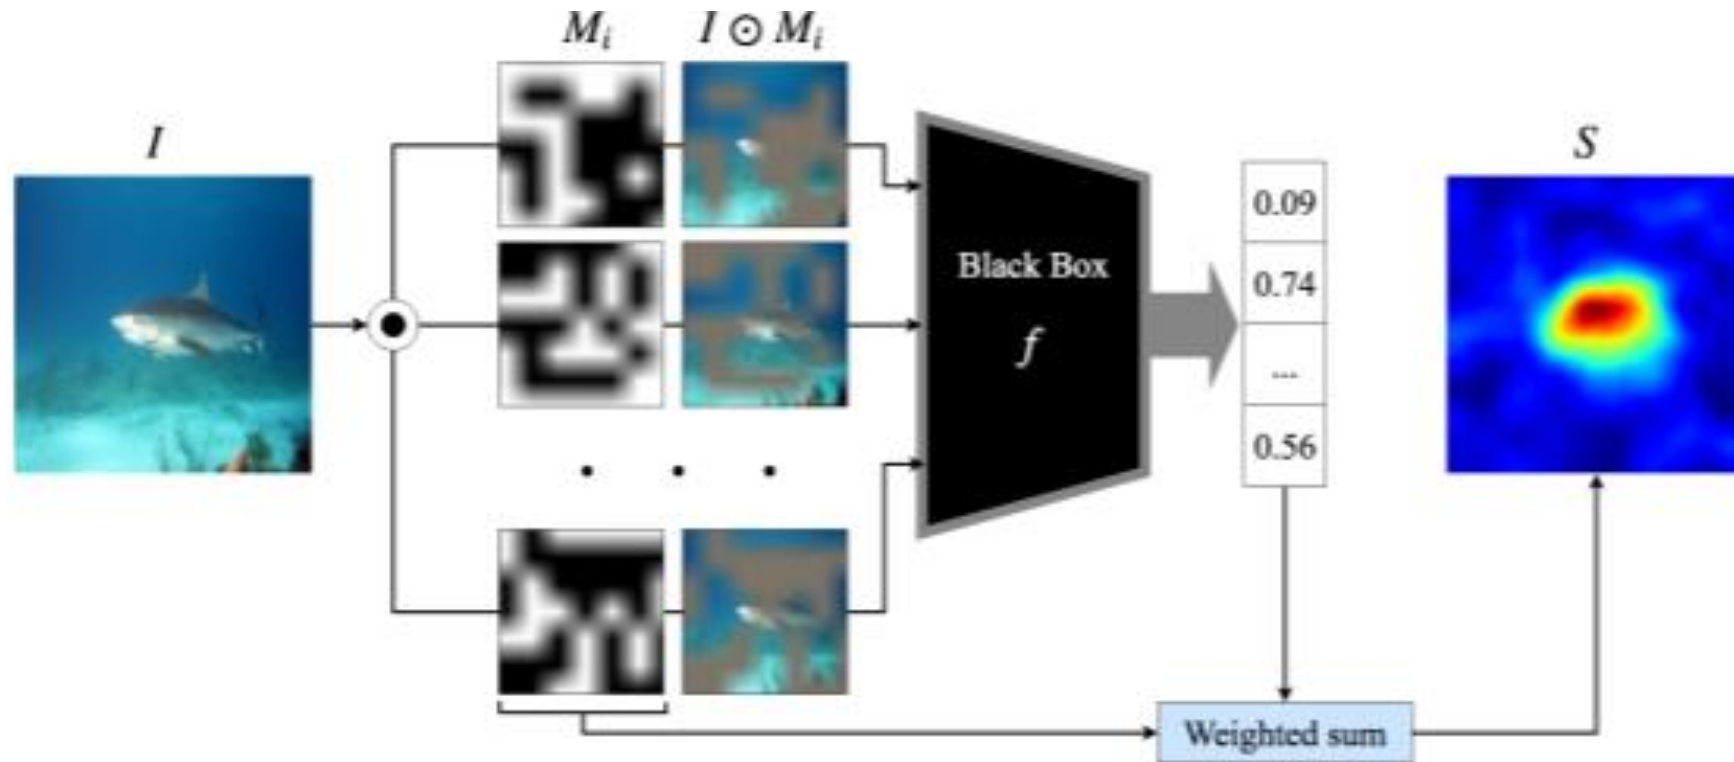 M_i
I ⊙ M_i
I
S
Black Box
f
0.09
0.74
...
0.56
Weighted sum